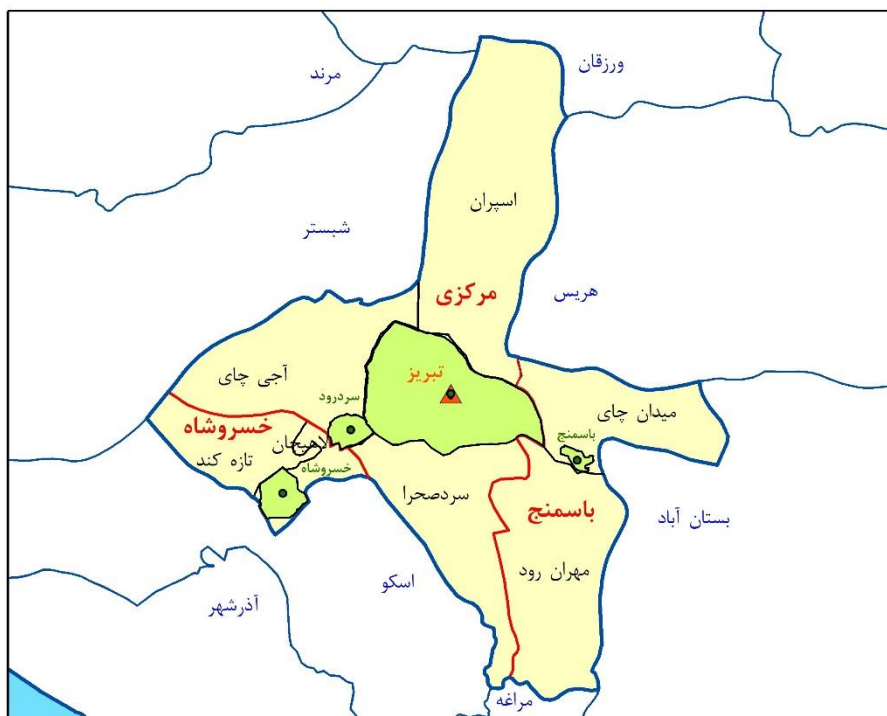 ورزقان
مرند
اسپران
شبستر
هریس
مرکزی
آجی چای
تبریز
سردرود
میدان چای
خسروشاه
باسمنج
لاهیجان
تازه کند
خسروشاه
سردصحرا
باسمنج
بستان آباد
مهران رود
اسکو
آذرشهر
مراغه